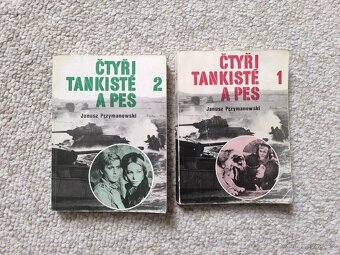 ČTYŘI
TANKISTÉ
A PES
2
Janusz Przymanowski
ČTYŘI
TANKISTÉ
A PES
1
Janusz Przymanowski